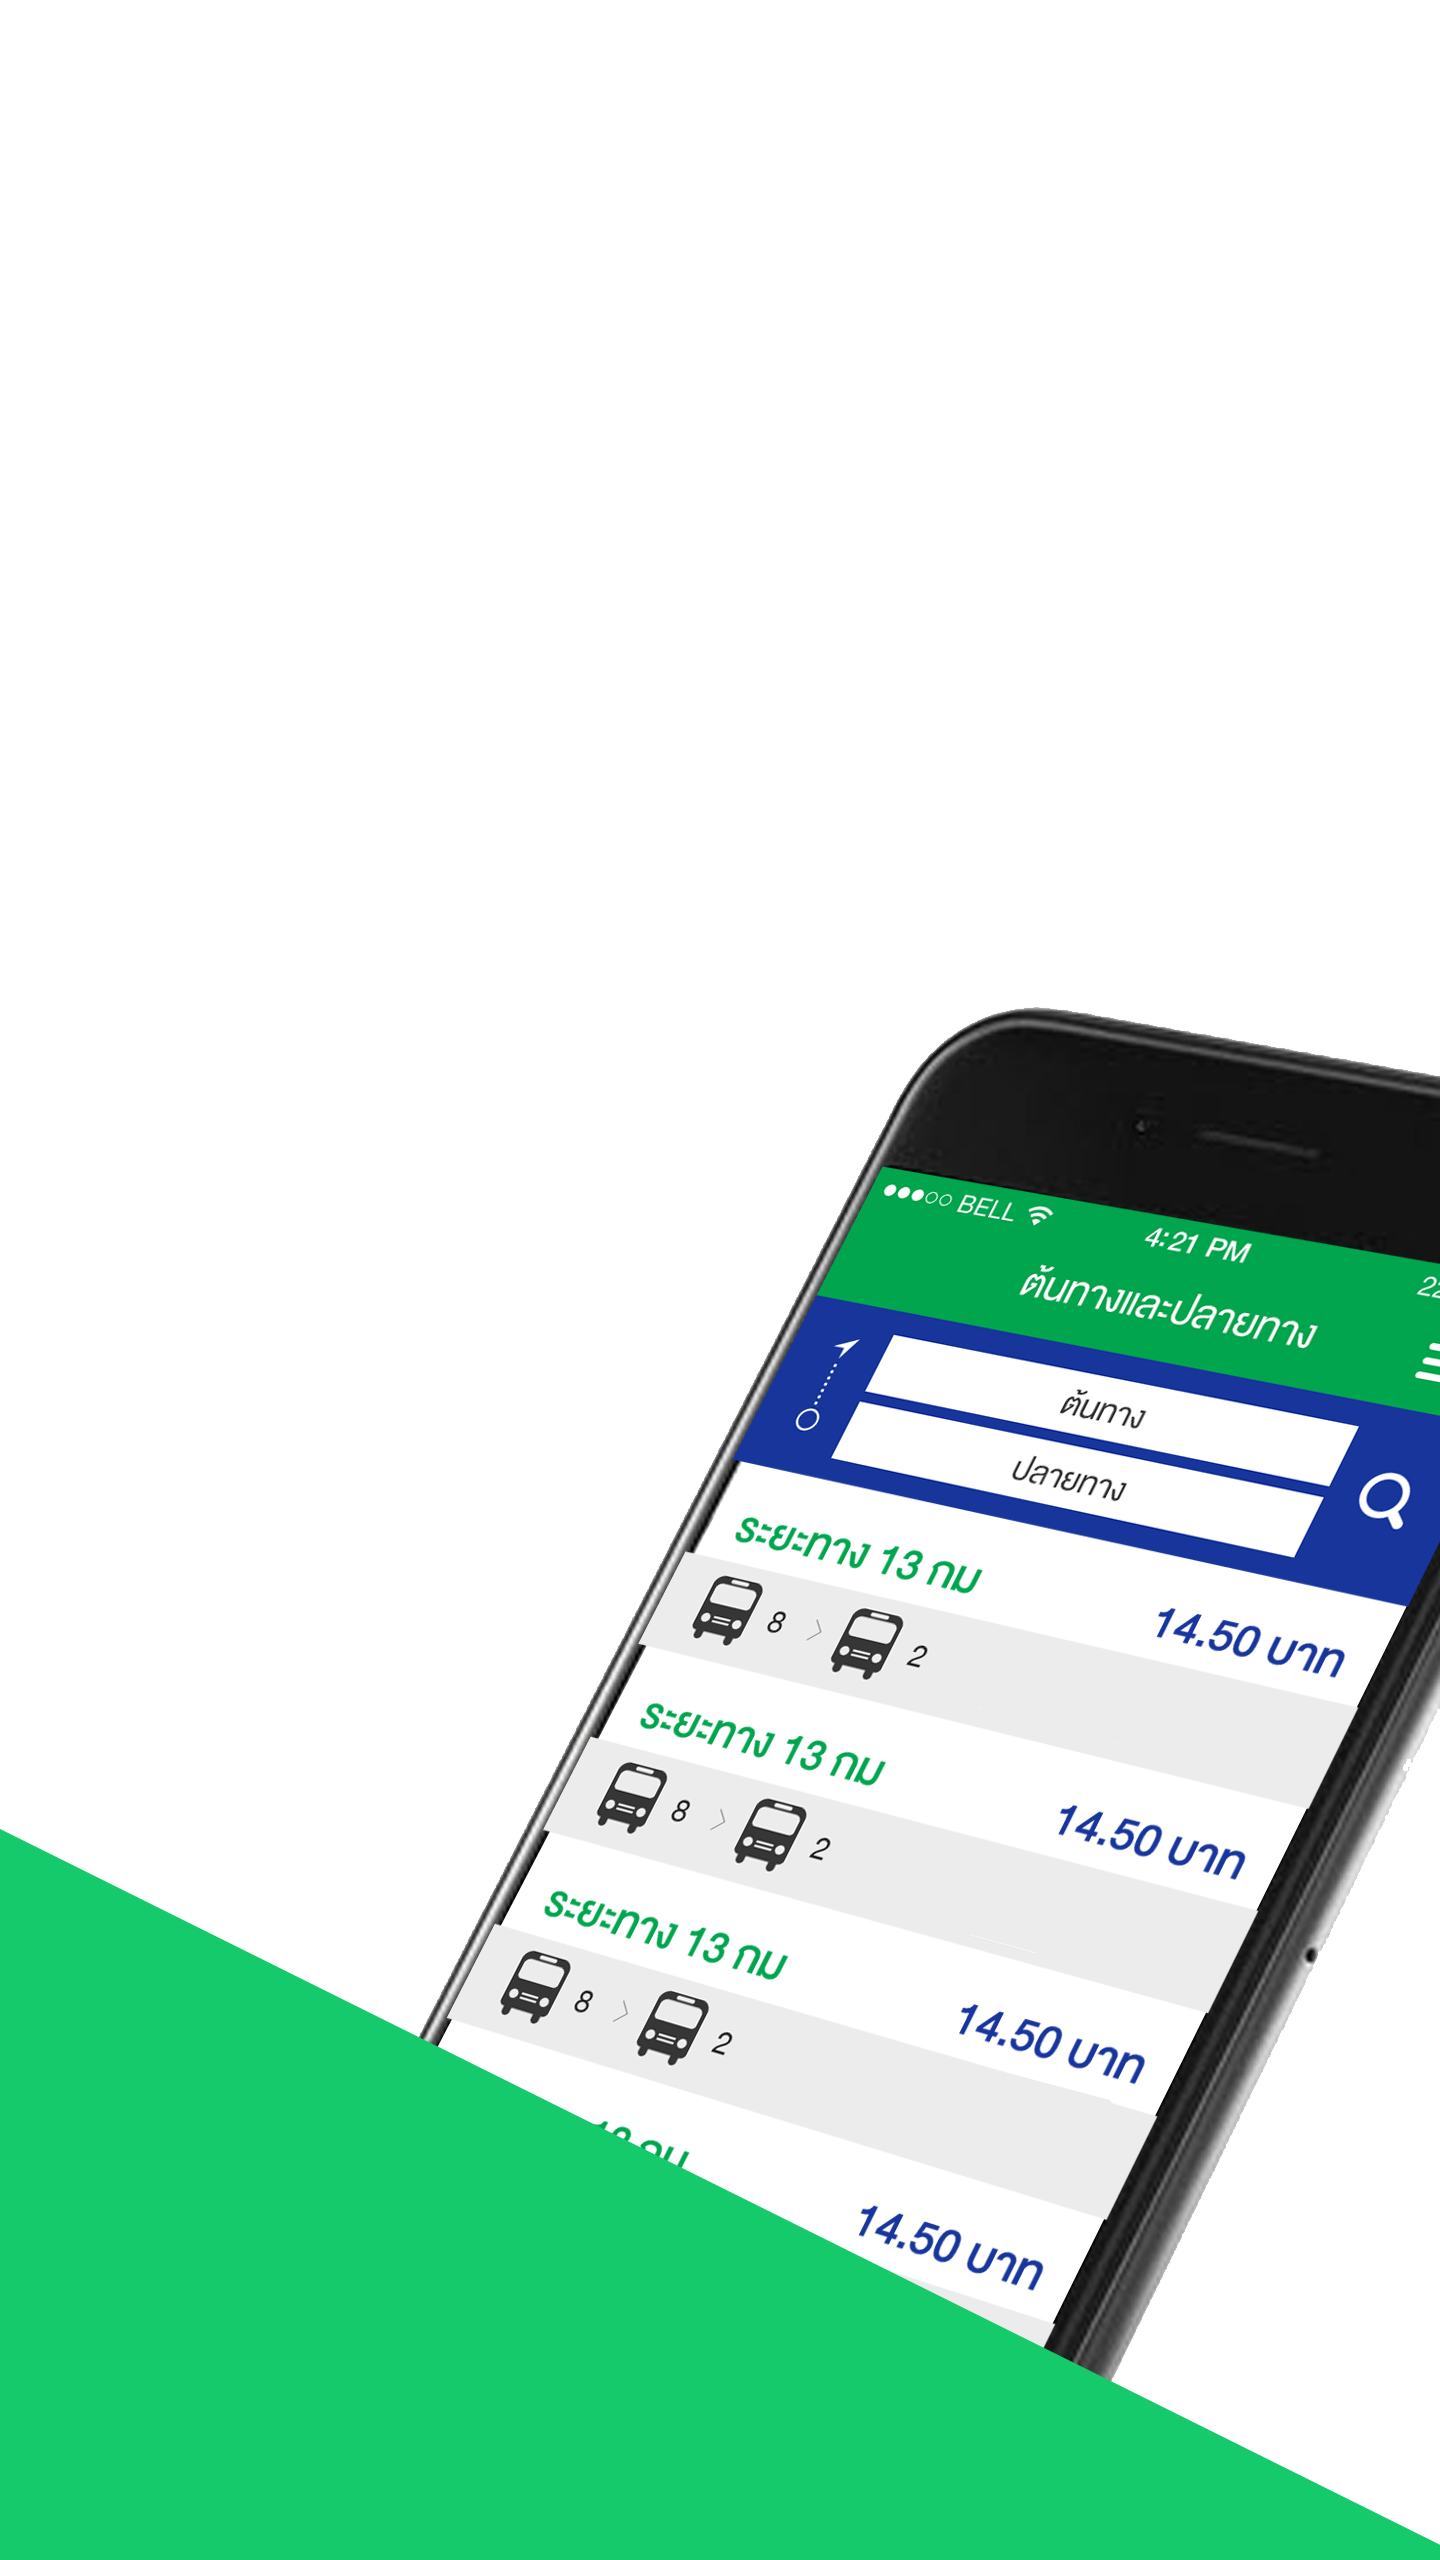 BELL
4:21 PM
22
ต้นทางและปลายทาง
ต้นทาง
ปลายทาง
ระยะทาง 13 กม
14.50 บาท
8 > 2
ระยะทาง 13 กม
14.50 บาท
8 > 2
ระยะทาง 13 กม
14.50 บาท
8 > 2
13 กม
14.50 บาท